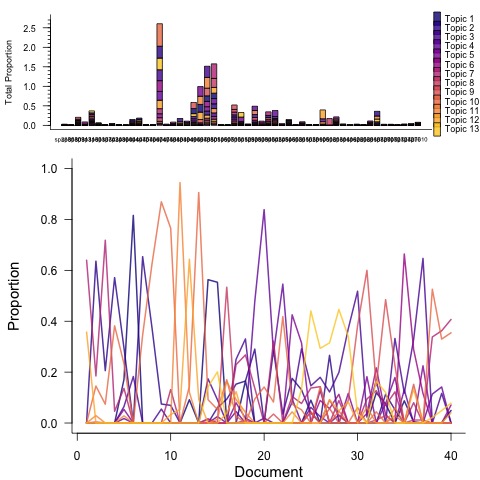 Total Proportion
2.5
2.0
1.5
1.0
0.5
0.0
Topic 1
Topic 2
Topic 3
Topic 4
Topic 5
Topic 6
Topic 7
Topic 8
Topic 9
Topic 10
Topic 11
Topic 12
Topic 13
Proportion
1.0
0.8
0.6
0.4
0.2
0.0
0 10 20 30 40
Document